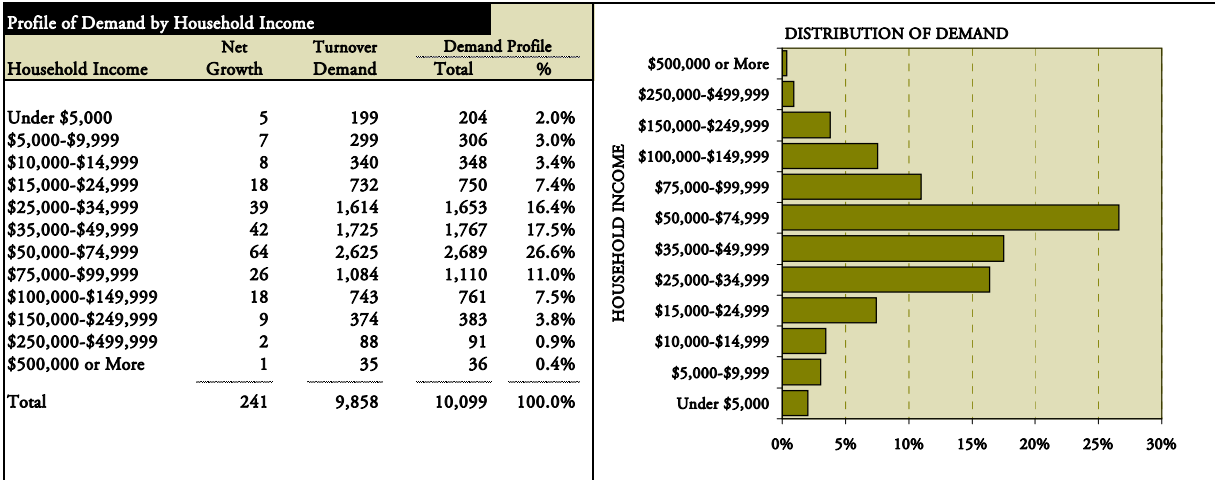 Profile of Demand by Household Income
Net Turnover Demand Profile
Household Income Growth Demand Total %
Under $5,000 5 199 204 2.0%
$5,000-$9,999 7 299 306 3.0%
$10,000-$14,999 8 340 348 3.4%
$15,000-$24,999 18 732 750 7.4%
$25,000-$34,999 39 1,614 1,653 16.4%
$35,000-$49,999 42 1,725 1,767 17.5%
$50,000-$74,999 64 2,625 2,689 26.6%
$75,000-$99,999 26 1,084 1,110 11.0%
$100,000-$149,999 18 743 761 7.5%
$150,000-$249,999 9 374 383 3.8%
$250,000-$499,999 2 88 91 0.9%
$500,000 or More 1 35 36 0.4%
Total 241 9,858 10,099 100.0%
DISTRIBUTION OF DEMAND
HOUSEHOLD INCOME
$500,000 or More
$250,000-$499,999
$150,000-$249,999
$100,000-$149,999
$75,000-$99,999
$50,000-$74,999
$35,000-$49,999
$25,000-$34,999
$15,000-$24,999
$10,000-$14,999
$5,000-$9,999
Under $5,000
0% 5% 10% 15% 20% 25% 30%